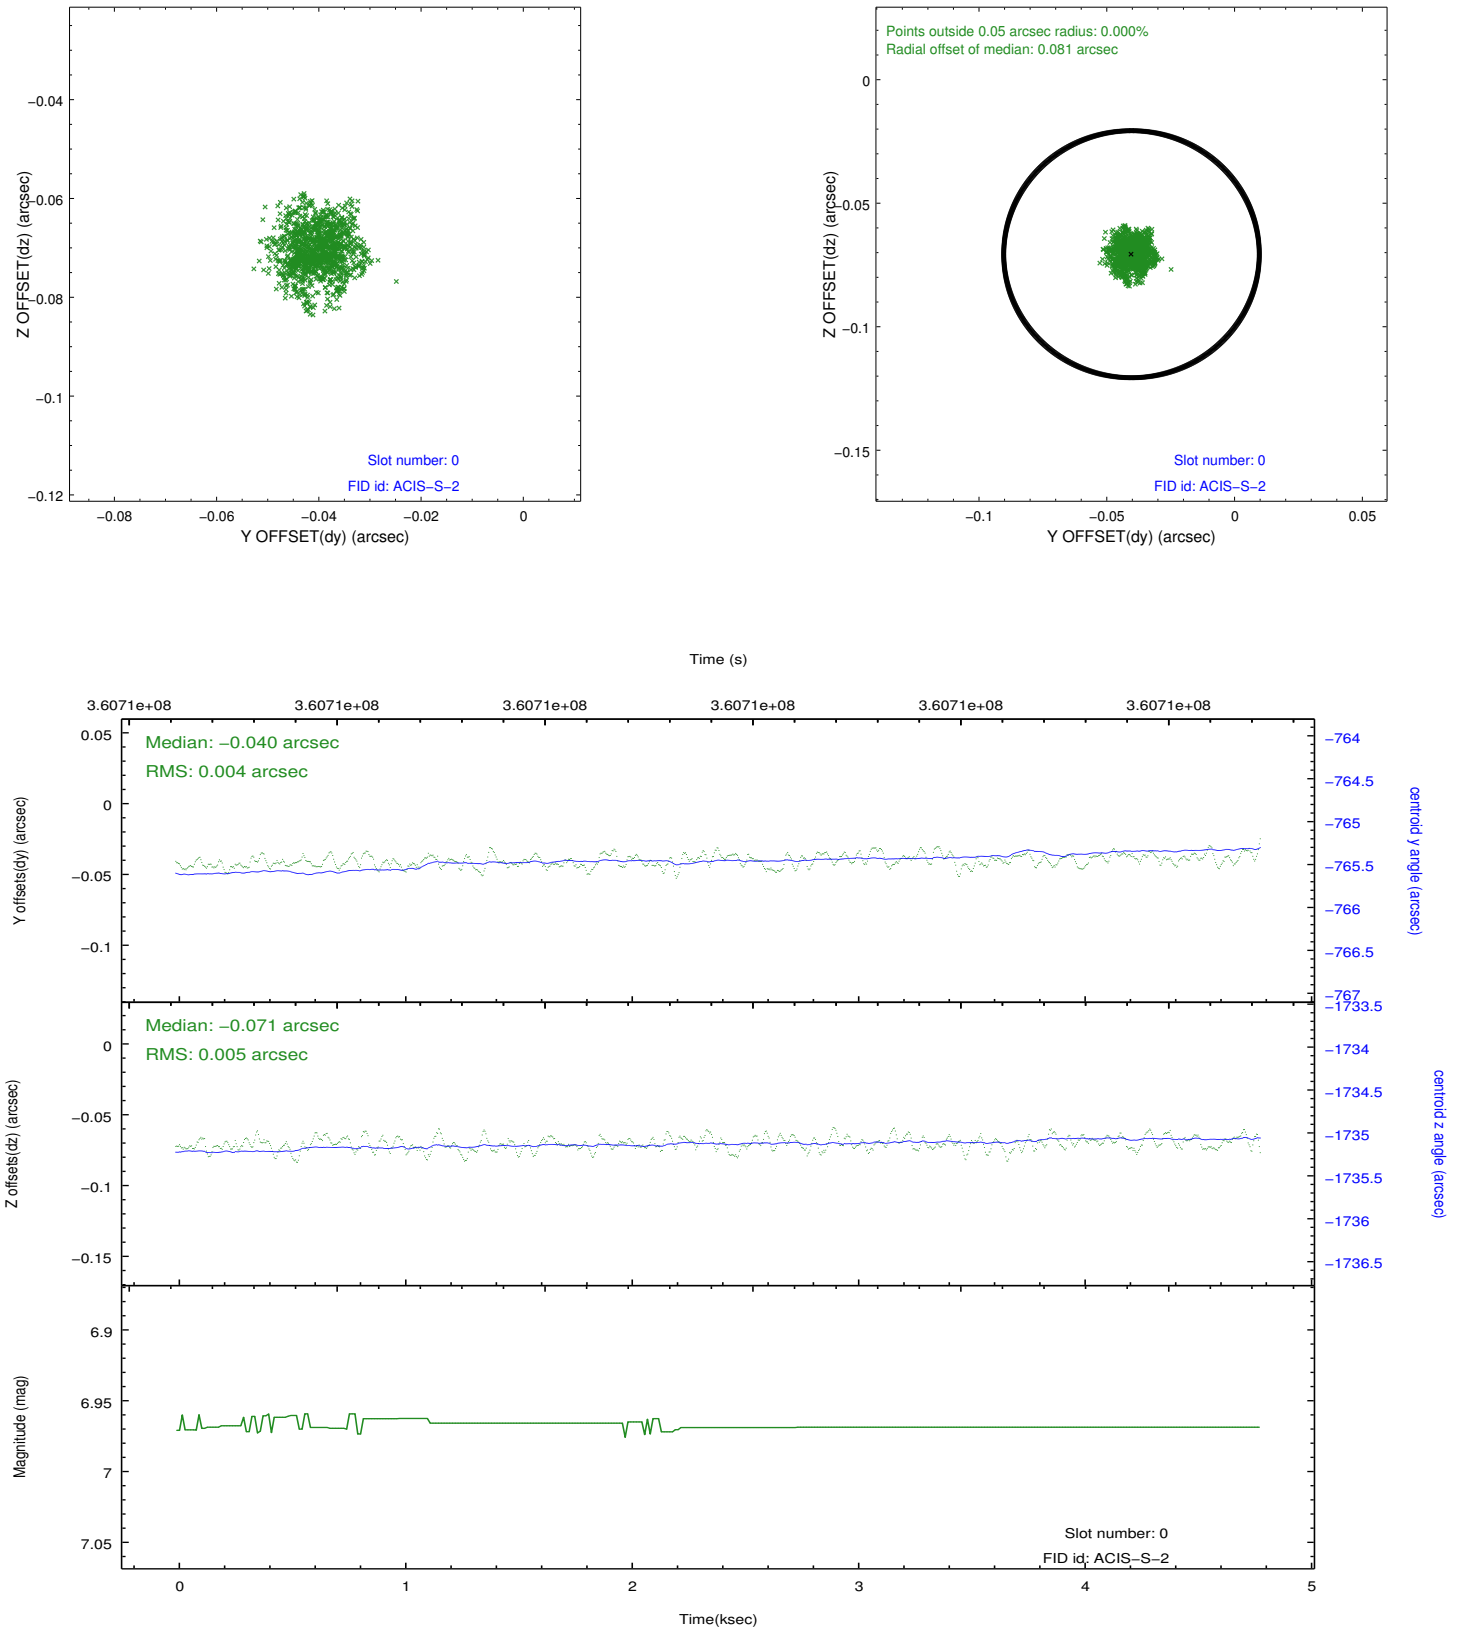 −0.04
−0.06
−0.08
−0.1
−0.12
Z OFFSET(dz) (arcsec)
Slot number: 0
FID id: ACIS−S−2
−0.08
−0.06
−0.04
−0.02
0
Y OFFSET(dy) (arcsec)
Points outside 0.05 arcsec radius: 0.000%
Radial offset of median: 0.081 arcsec
0
−0.05
−0.1
−0.15
Z OFFSET(dz) (arcsec)
Slot number: 0
FID id: ACIS−S−2
−0.1
−0.05
0
0.05
Y OFFSET(dy) (arcsec)
Time (s)
3.6071e+08
3.6071e+08
3.6071e+08
3.6071e+08
3.6071e+08
3.6071e+08
Median: −0.040 arcsec
RMS: 0.004 arcsec
0.05
0
−0.05
−0.1
Y offsets(dy) (arcsec)
−764
−764.5
−765
−765.5
−766
−766.5
−767
centroid y angle (arcsec)
Median: −0.071 arcsec
RMS: 0.005 arcsec
0
−0.05
−0.1
−0.15
Z offsets(dz) (arcsec)
−1733.5
−1734
−1734.5
−1735
−1735.5
−1736
−1736.5
centroid z angle (arcsec)
6.9
6.95
7
7.05
Magnitude (mag)
Slot number: 0
FID id: ACIS−S−2
0
1
2
3
4
5
Time(ksec)